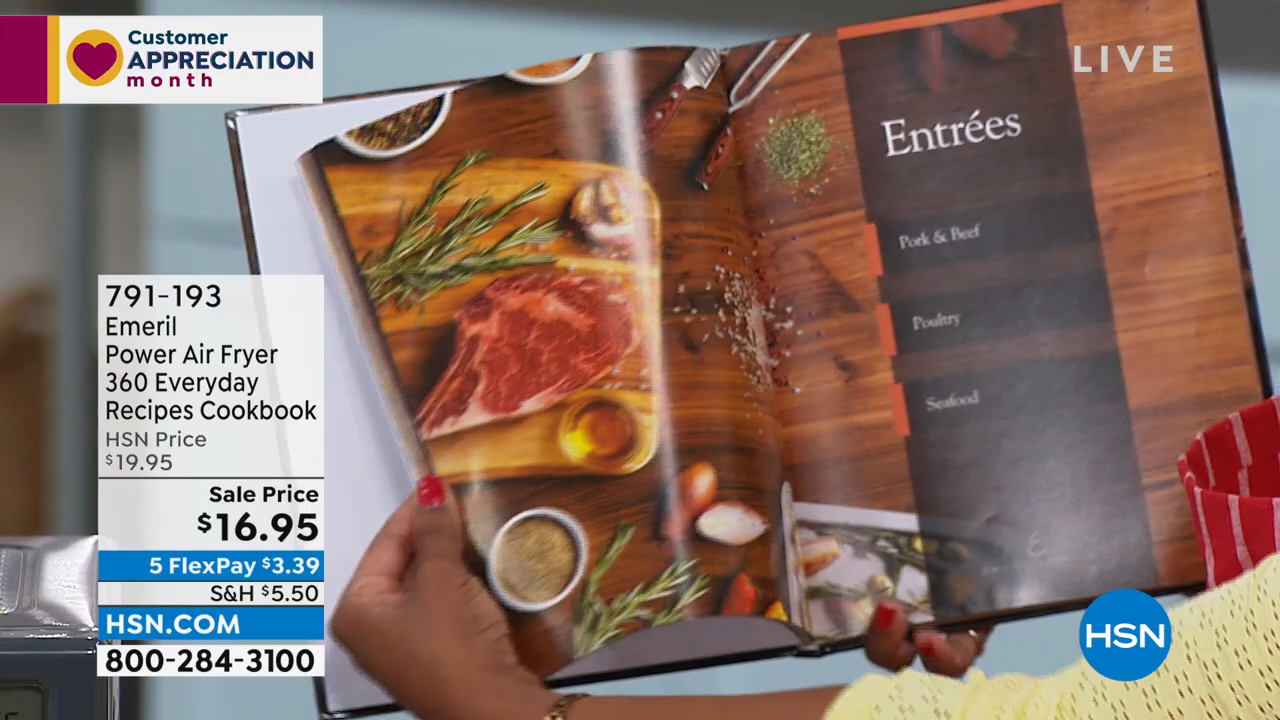 Customer
APPRECIATION
month
LIVE
Entrées
Pork & Beef
Poultry
Seafood
791-193
Emeril
Power Air Fryer
360 Everyday
Recipes Cookbook
HSN Price
$19.95
Sale Price
$16.95
5 FlexPay $3.39
S&H $5.50
HSN.COM
800-284-3100
HSN